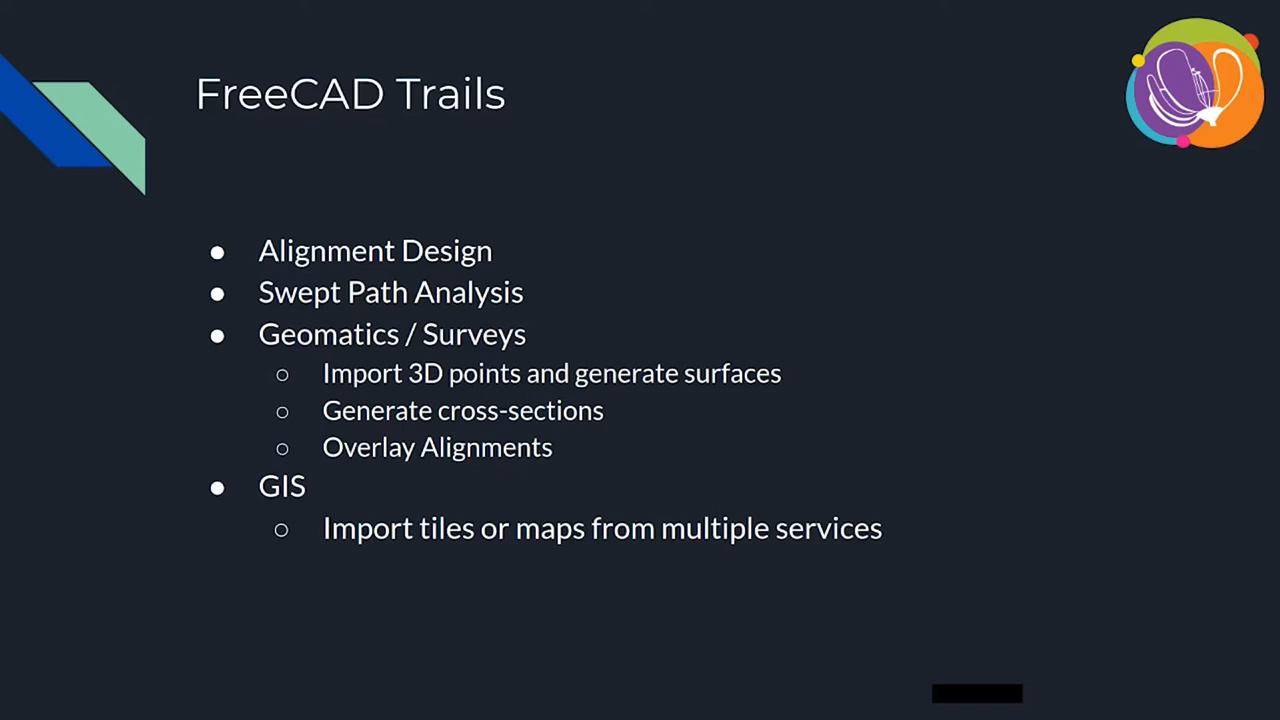 FreeCAD Trails
● Alignment Design
● Swept Path Analysis
● Geomatics / Surveys
○ Import 3D points and generate surfaces
○ Generate cross-sections
○ Overlay Alignments
● GIS
○ Import tiles or maps from multiple services